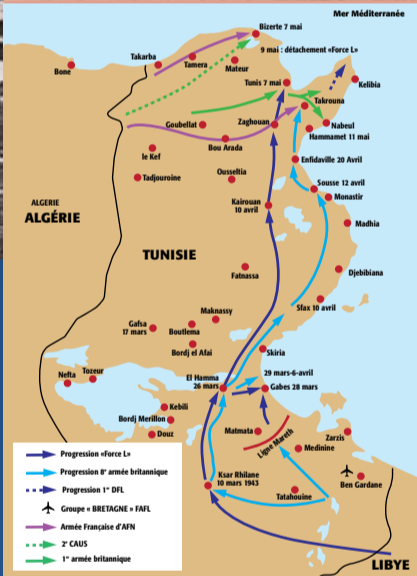 Mer Méditerranée
Bizerte 7 mai
9 mai : détachement «Force L»
Takarba
Tamera
Mateur
Bone
Tunis 7 mai
Kelibia
Takrouna
Goubellat
Zaghouan
Nabeul
Hammamet 11 mai
Bou Arada
le Kef
Enfidaville 20 Avril
Tadjouroine
Ousseltia
Sousse 12 avril
Monastir
ALGERIE
ALGÉRIE
Kairouan
10 avril
Madhia
TUNISIE
Fatnassa
Djebibiana
Maknassy
Sfax 10 avril
Gafsa
17 mars
Boutlema
Bordj el Afai
Skiria
Nefta
Tozeur
El Hamma
26 mars
29 mars-6-avril
Gabes 28 mars
Kebili
Bordj Merillon
Douz
Matmata
Ligne Mareth
Zarzis
Medinine
Ben Gardane
Ksar Rhilane
10 mars 1943
Tatahouine
LIBYE
Progression «Force L»
Progression 8e armée britannique
Progression 1re DFL
Groupe « BRETAGNE » FAFL
Armée Française d'AFN
2e CAUS
1re armée britannique